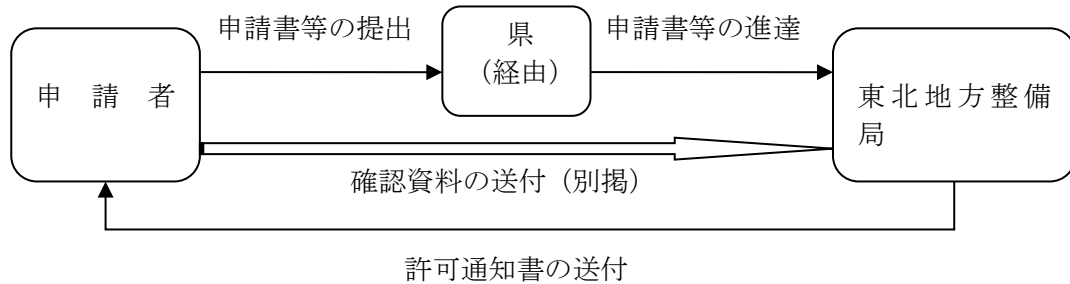 申請書等の提出
県
（経由）
申請書等の進達
申 請 者
東北地方整備
局
確認資料の送付（別掲）
許可通知書の送付